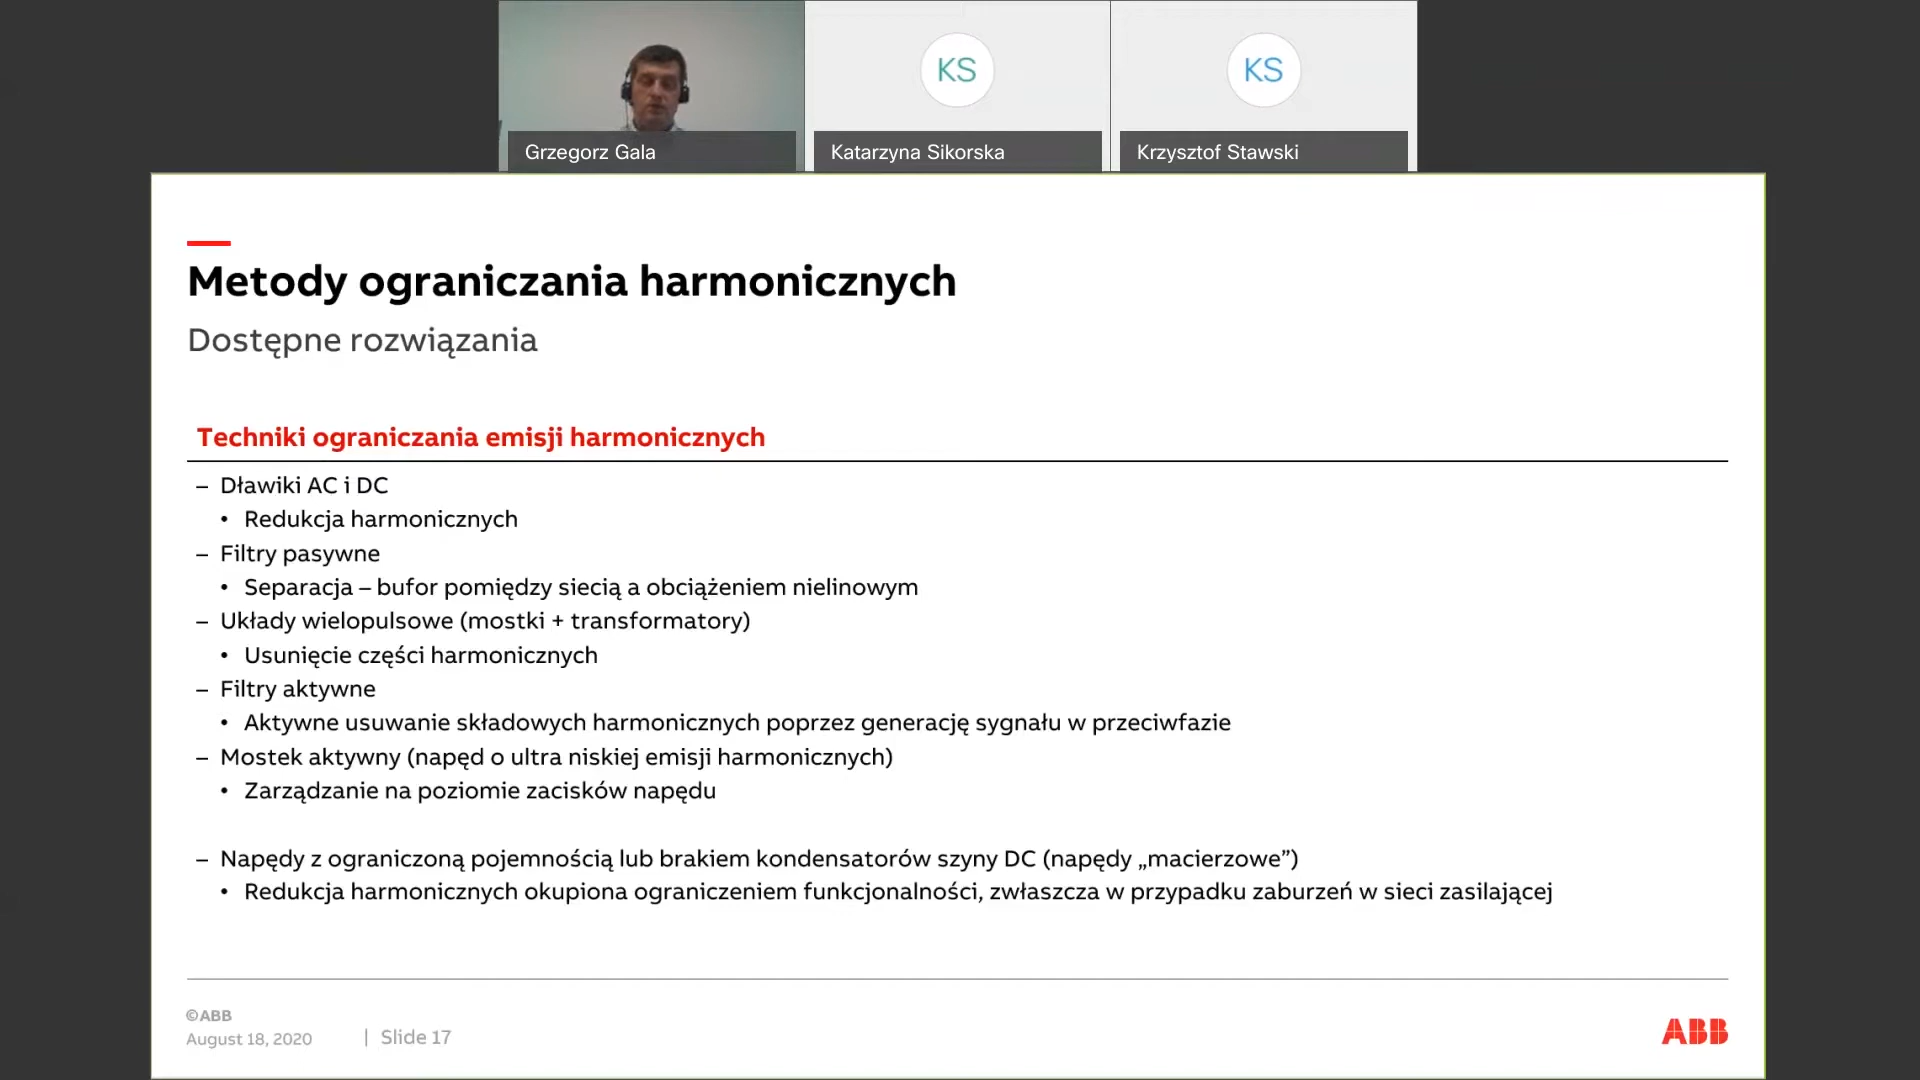 KS
KS
Grzegorz Gala
Katarzyna Sikorska
Krzysztof Stawski
Metody ograniczania harmonicznych
Dostępne rozwiązania
Techniki ograniczania emisji harmonicznych
– Dławiki AC i DC
• Redukcja harmonicznych
– Filtry pasywne
• Separacja – bufor pomiędzy siecią a obciążeniem nielinowym
– Układy wielopulsowe (mostki + transformatory)
• Usunięcie części harmonicznych
– Filtry aktywne
• Aktywne usuwanie składowych harmonicznych poprzez generację sygnału w przeciwfazie
– Mostek aktywny (napęd o ultra niskiej emisji harmonicznych)
• Zarządzanie na poziomie zacisków napędu
– Napędy z ograniczoną pojemnością lub brakiem kondensatorów szyny DC (napędy „macierzowe”)
• Redukcja harmonicznych okupiona ograniczeniem funkcjonalności, zwłaszcza w przypadku zaburzeń w sieci zasilającej
©ABB
August 18, 2020 | Slide 17
ABB